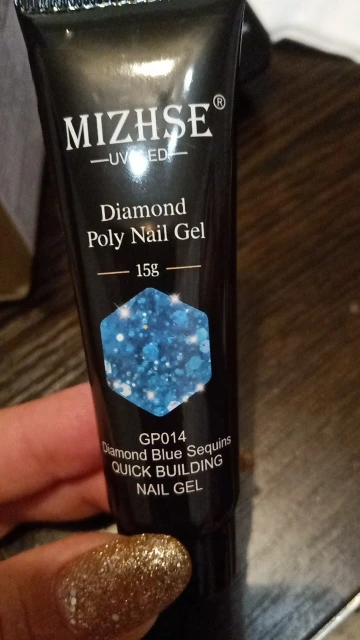 MIZHSE®
UV/LED
Diamond
Poly Nail Gel
15g
GP014
Diamond Blue Sequins
QUICK BUILDING
NAIL GEL